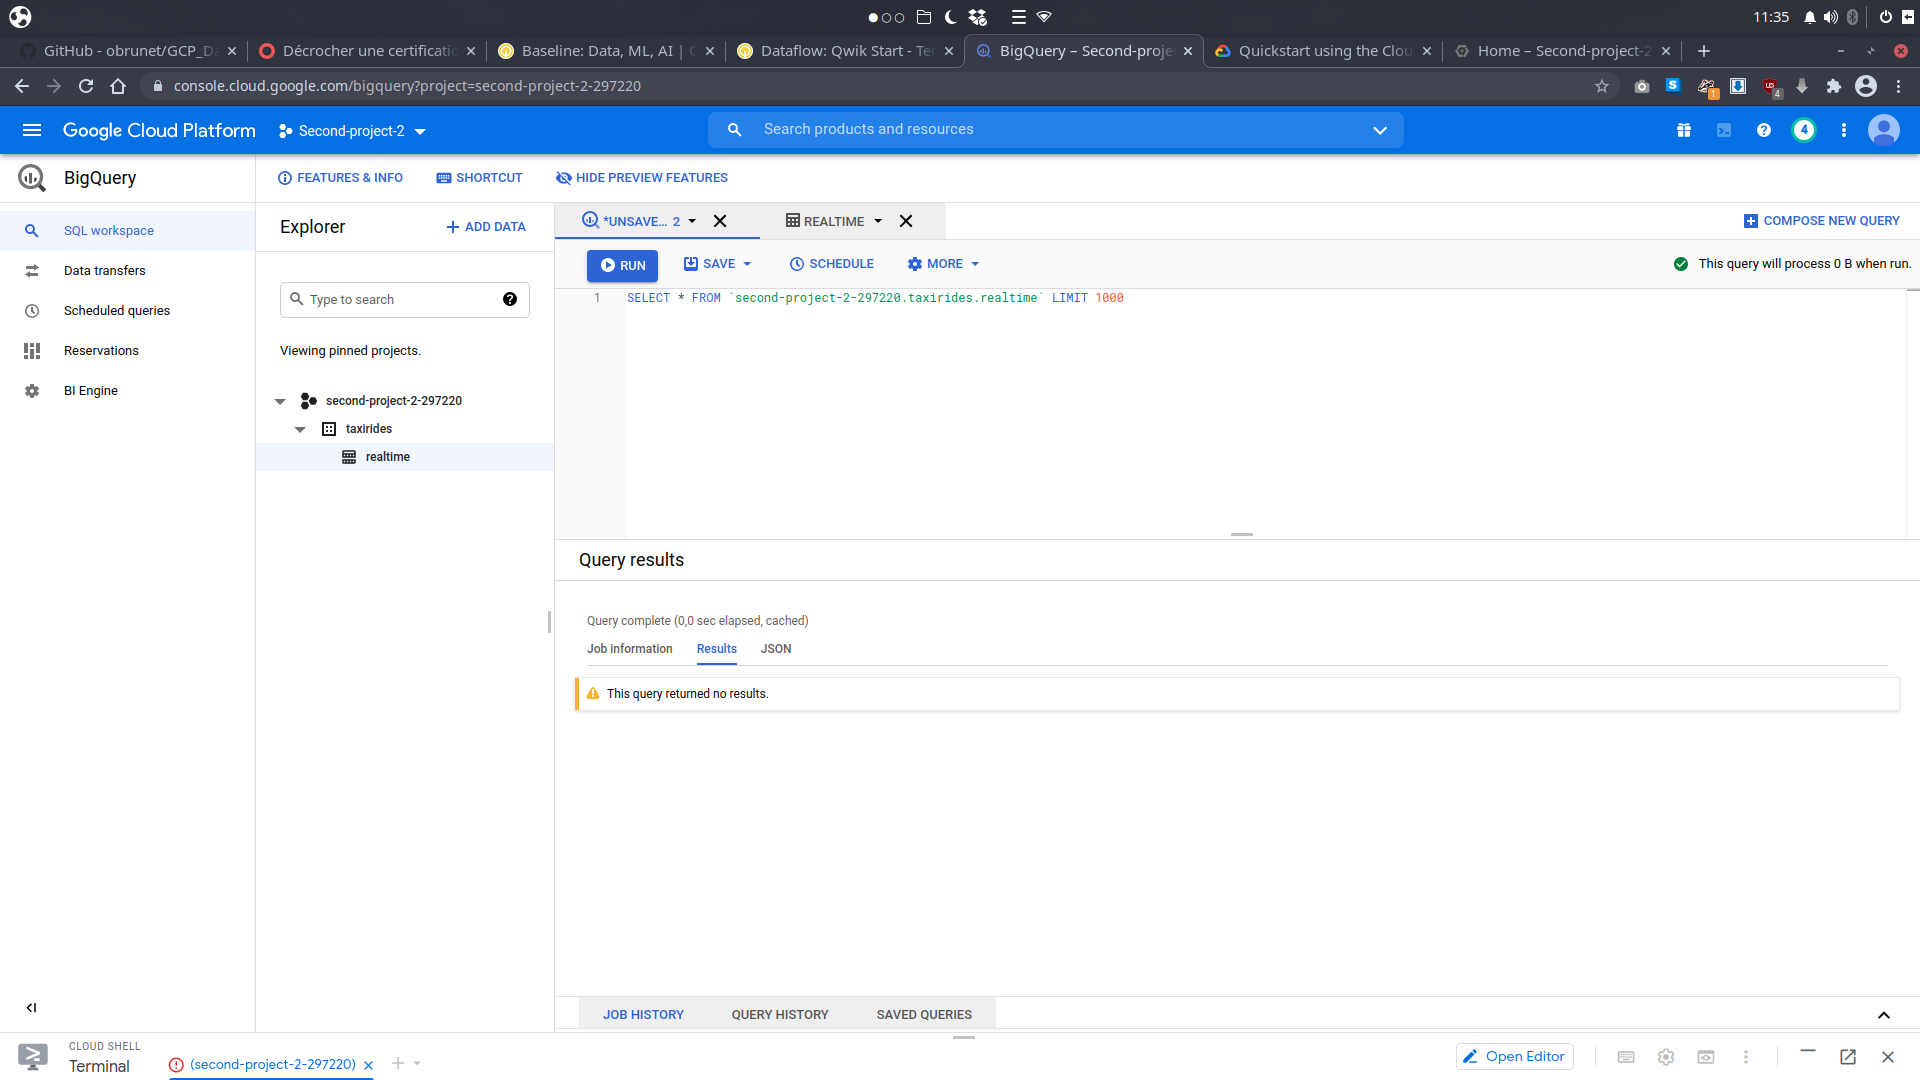 11:35
GitHub - obrunet/GCP_Da
Décrocher une certificatic
Baseline: Data, ML, AI |
Dataflow: Qwik Start - Ter
BigQuery – Second-proje
Quickstart using the Clou
Home – Second-project-2
console.cloud.google.com/bigquery?project=second-project-2-297220
S
1
UD
4
Google Cloud Platform
Second-project-2
Search products and resources
4
BigQuery
FEATURES & INFO
SHORTCUT
HIDE PREVIEW FEATURES
SQL workspace
Data transfers
Scheduled queries
Reservations
BI Engine
Explorer
ADD DATA
Type to search
Viewing pinned projects.
second-project-2-297220
taxirides
realtime
*UNSAVE... 2
REALTIME
COMPOSE NEW QUERY
RUN
SAVE
SCHEDULE
MORE
This query will process 0 B when run.
1 SELECT * FROM `second-project-2-297220.taxirides.realtime` LIMIT 1000
Query results
Query complete (0,0 sec elapsed, cached)
Job information
Results
JSON
This query returned no results.
JOB HISTORY
QUERY HISTORY
SAVED QUERIES
CLOUD SHELL
Terminal
(second-project-2-297220)
Open Editor